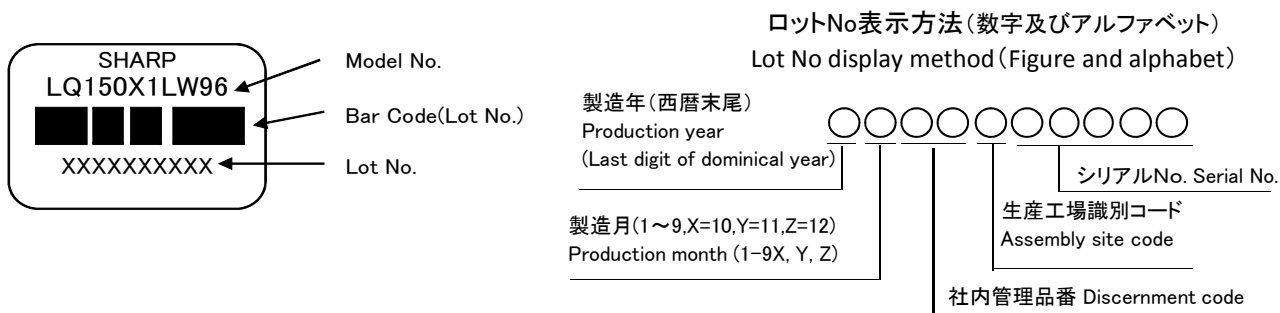 SHARP
LQ150X1LW96
XXXXXXXXXX
Model No.
Bar Code(Lot No.)
Lot No.
ロットNo表示方法(数字及びアルファベット)
Lot No display method(Figure and alphabet)
製造年(西暦末尾)
Production year
(Last digit of dominical year)
シリアルNo. Serial No.
製造月(1～9,X=10,Y=11,Z=12)
Production month (1-9X, Y, Z)
生産工場識別コード
Assembly site code
社内管理品番 Discernment code